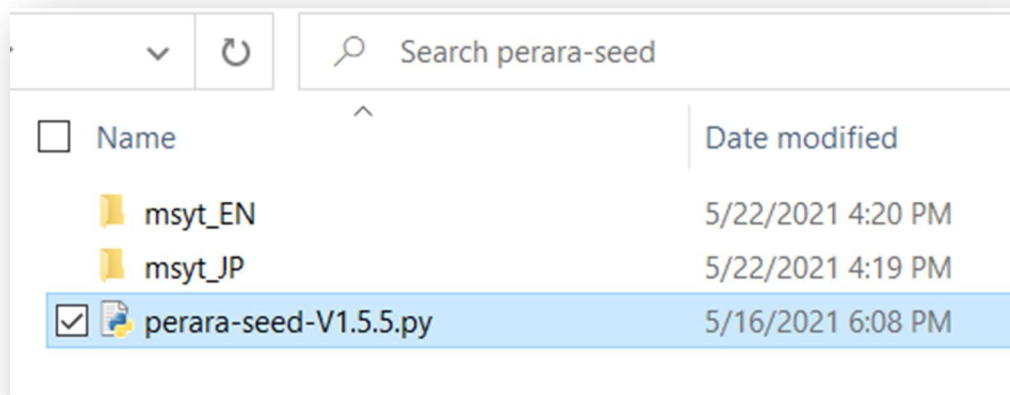 Search perara-seed
Name Date modified
msyt_EN 5/22/2021 4:20 PM
msyt_JP 5/22/2021 4:19 PM
perara-seed-V1.5.5.py 5/16/2021 6:08 PM